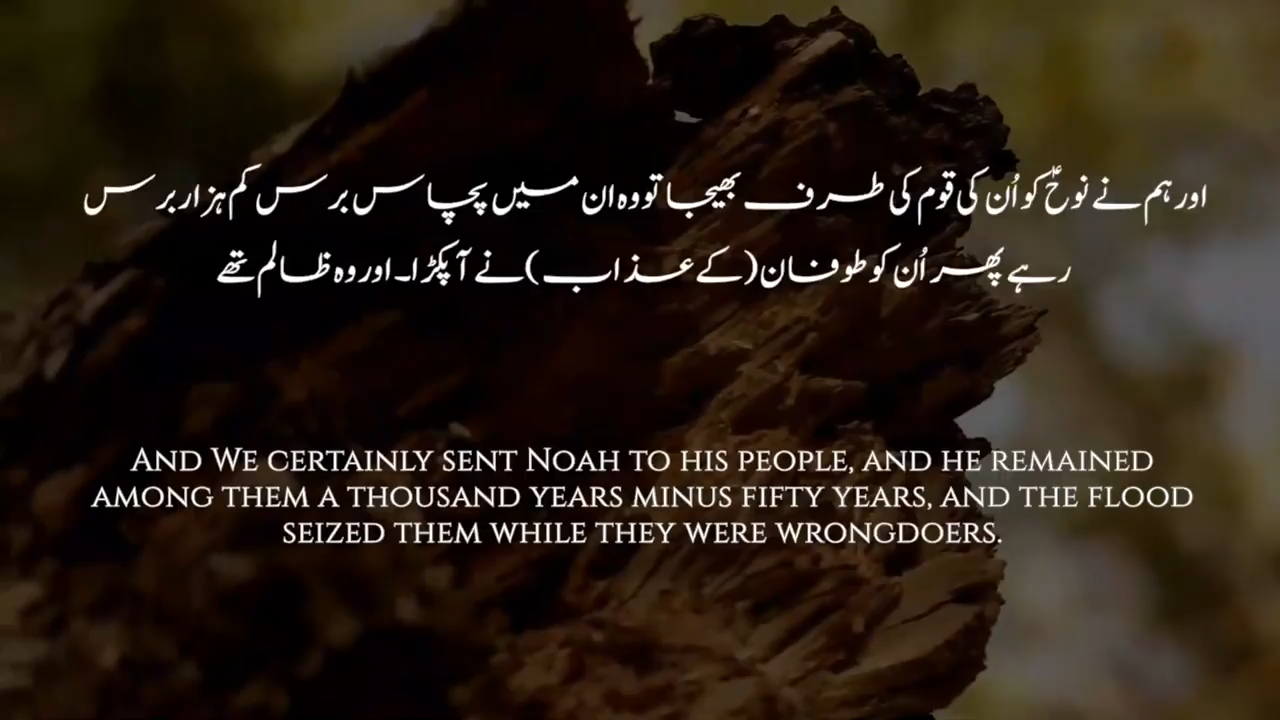 اور ہم نے نوحؑ کو اُن کی قوم کی طرف بھیجا تو وہ ان میں پچاس برس کم ہزار برس
رہے پھر اُن کو طوفان (کے عذاب) نے آپکڑا۔ اور وہ ظالم تھے
And We certainly sent Noah to his people, and he remained
among them a thousand years minus fifty years, and the flood
seized them while they were wrongdoers.